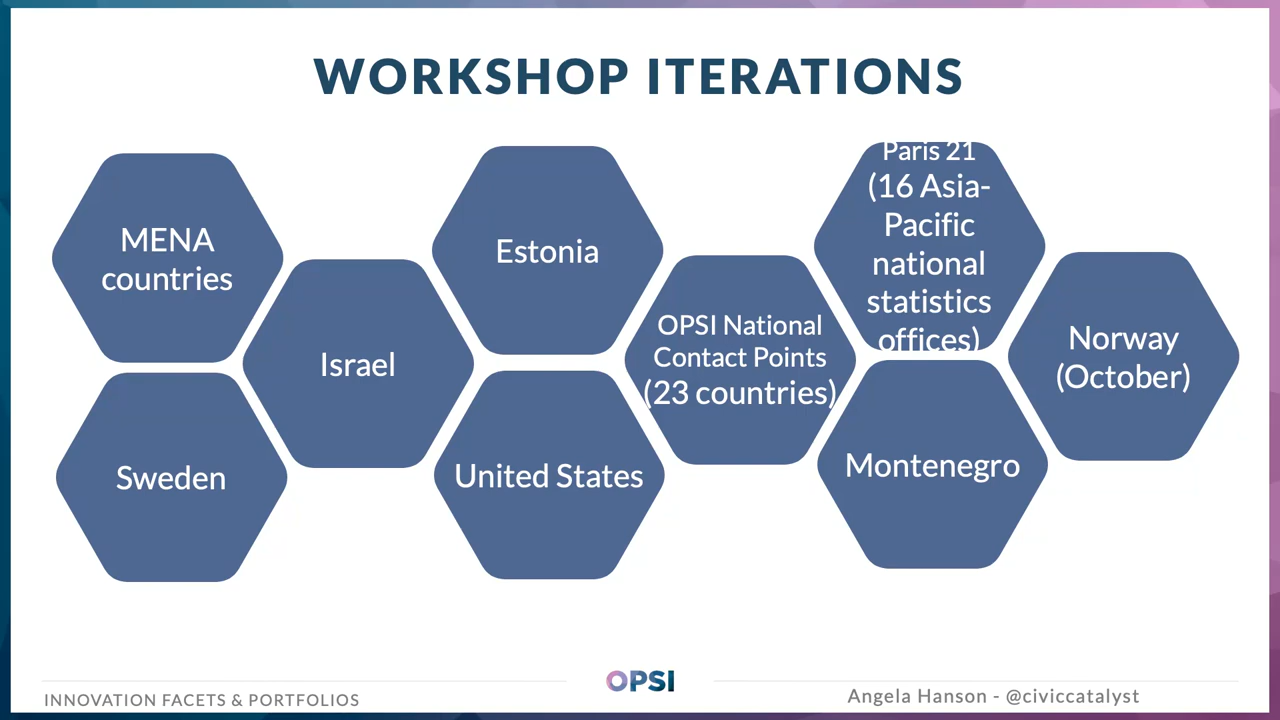 WORKSHOP ITERATIONS
MENA
countries
Sweden
Israel
Estonia
United States
OPSI National
Contact Points
(23 countries)
Paris 21
(16 Asia-
Pacific
national
statistics
offices)
Montenegro
Norway
(October)
INNOVATION FACETS & PORTFOLIOS
OPSI
Angela Hanson - @civiccatalyst